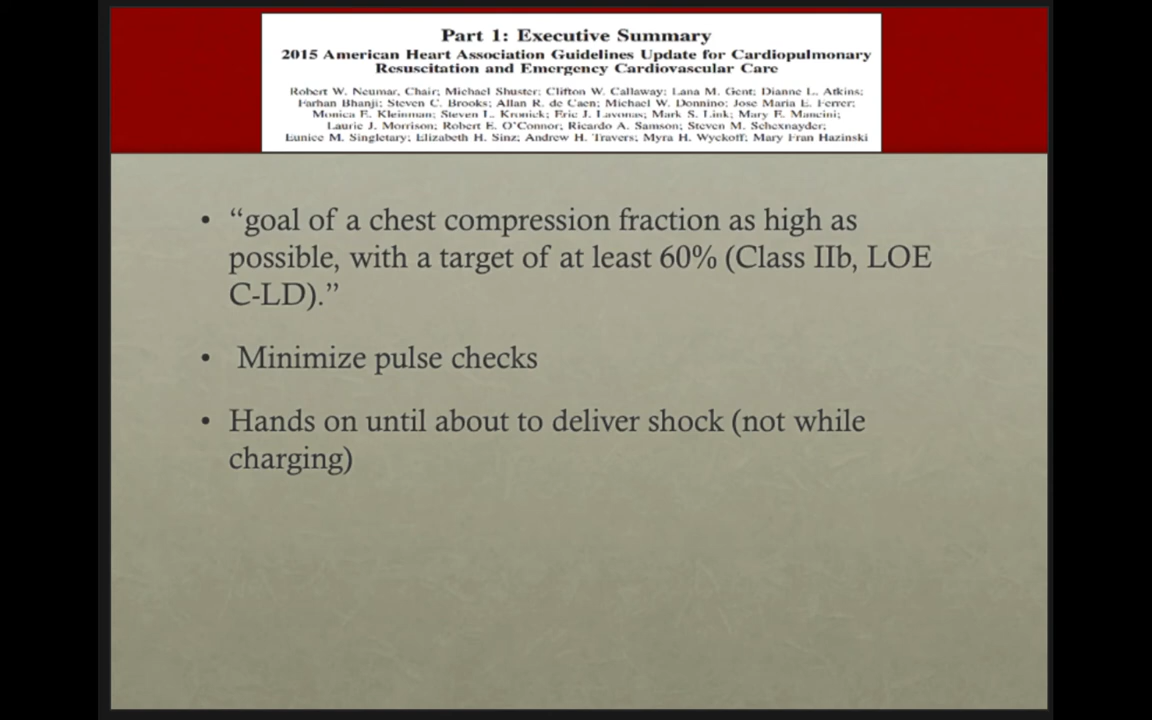 Part 1: Executive Summary
2015 American Heart Association Guidelines Update for Cardiopulmonary
Resuscitation and Emergency Cardiovascular Care
Robert W. Neumar, Chair; Michael Shuster; Clifton W. Callaway; Lana M. Gent; Dianne L. Atkins;
Farhan Bhanji; Steven C. Brooks; Allan R. de Caen; Michael W. Donnino; Jose Maria E. Ferrer;
Monica E. Kleinman; Steven L. Kronick; Eric J. Lavonas; Mark S. Link; Mary E. Mancini;
Laurie J. Morrison; Robert E. O'Connor; Ricardo A. Samson; Steven M. Schexnayder;
Eunice M. Singletary; Elizabeth H. Sinz; Andrew H. Travers; Myra H. Wyckoff; Mary Fran Hazinski
• “goal of a chest compression fraction as high as
possible, with a target of at least 60% (Class IIb, LOE
C-LD).”
• Minimize pulse checks
• Hands on until about to deliver shock (not while
charging)